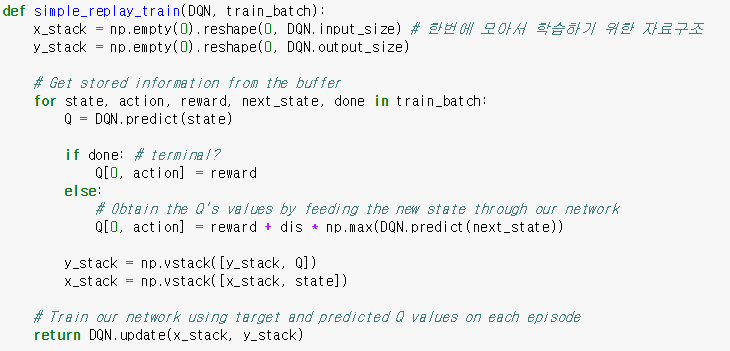 def simple_replay_train(DQN, train_batch):
    x_stack = np.empty(0).reshape(0, DQN.input_size) # 한번에 모아서 학습하기 위한 자료구조
    y_stack = np.empty(0).reshape(0, DQN.output_size)

    # Get stored information from the buffer
    for state, action, reward, next_state, done in train_batch:
        Q = DQN.predict(state)

        if done: # terminal?
            Q[0, action] = reward
        else:
            # Obtain the Q's values by feeding the new state through our network
            Q[0, action] = reward + dis * np.max(DQN.predict(next_state))

        y_stack = np.vstack([y_stack, Q])
        x_stack = np.vstack([x_stack, state])

    # Train our network using target and predicted Q values on each episode
    return DQN.update(x_stack, y_stack)